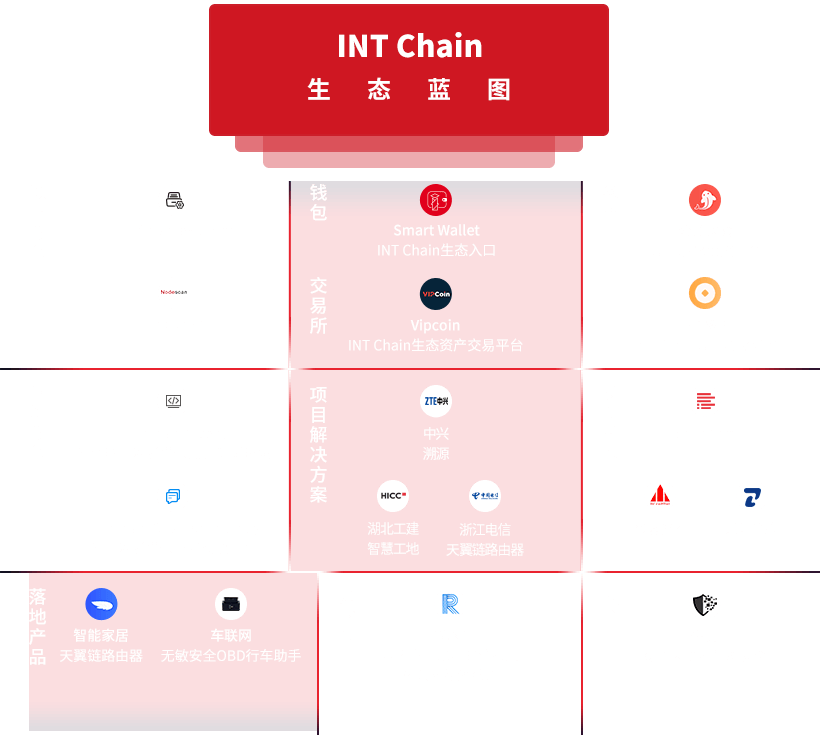 INT Chain
生态蓝图
钱包
Smart Wallet
INT Chain生态入口
交易所
VipCoin
Vipcoin
INT Chain生态资产交易平台
Nodescan
项目解决方案
ZTE中兴
中兴
溯源
HICC
湖北工建
智慧工地
中国电信
浙江电信
天翼链路由器
落地产品
智能家居
天翼链路由器
车联网
无敏安全OBD行车助手